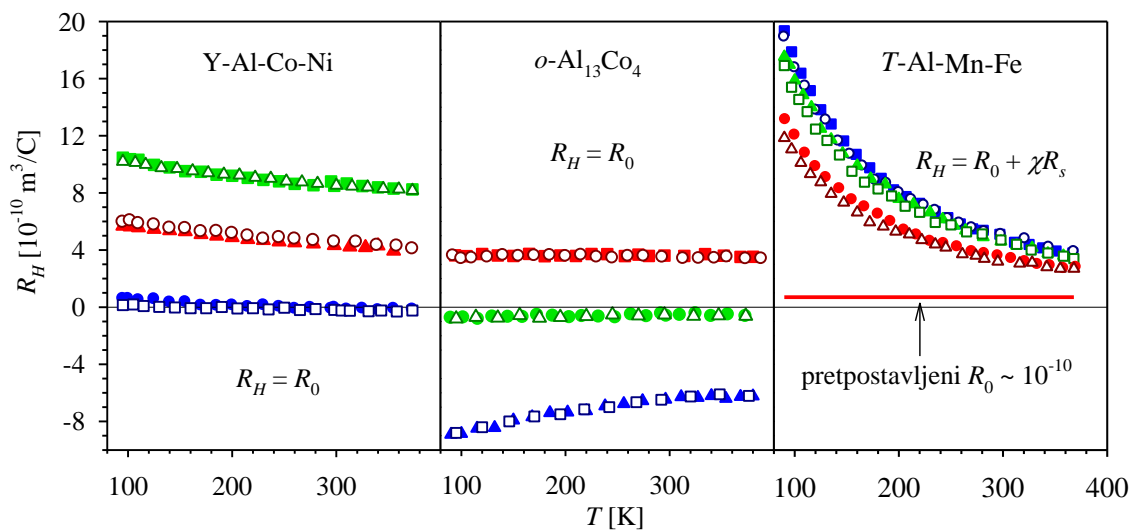 20
16
12
8
4
0
-4
-8
R_H [10^-10 m^3/C]
Y-Al-Co-Ni
R_H = R_0
o-Al_13Co_4
R_H = R_0
T-Al-Mn-Fe
R_H = R_0 + χR_s
pretpostavljeni R_0 ~ 10^-10
100 200 300 100 200 300 100 200 300 400
T [K]